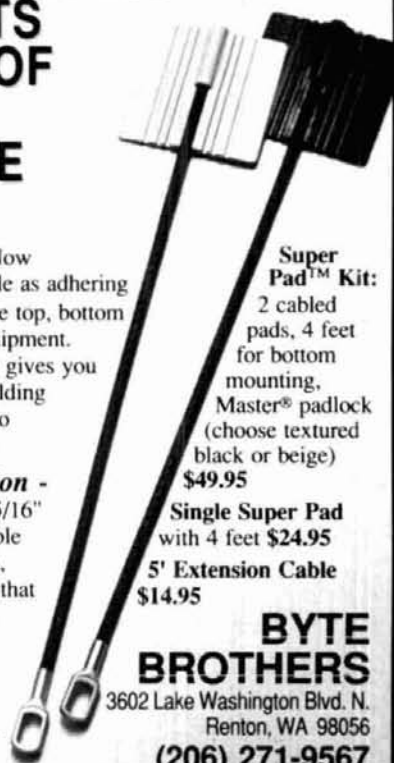 TS
OF
E
low
le as adhering
e top, bottom
ipment.
gives you
lding
o
on -
5/16"
ble
,
that
Super
Pad™ Kit:
2 cabled
pads, 4 feet
for bottom
mounting,
Master® padlock
(choose textured
black or beige)
$49.95
Single Super Pad
with 4 feet $24.95
5' Extension Cable
$14.95
BYTE
BROTHERS
3602 Lake Washington Blvd. N.
Renton, WA 98056
(206) 271-9567